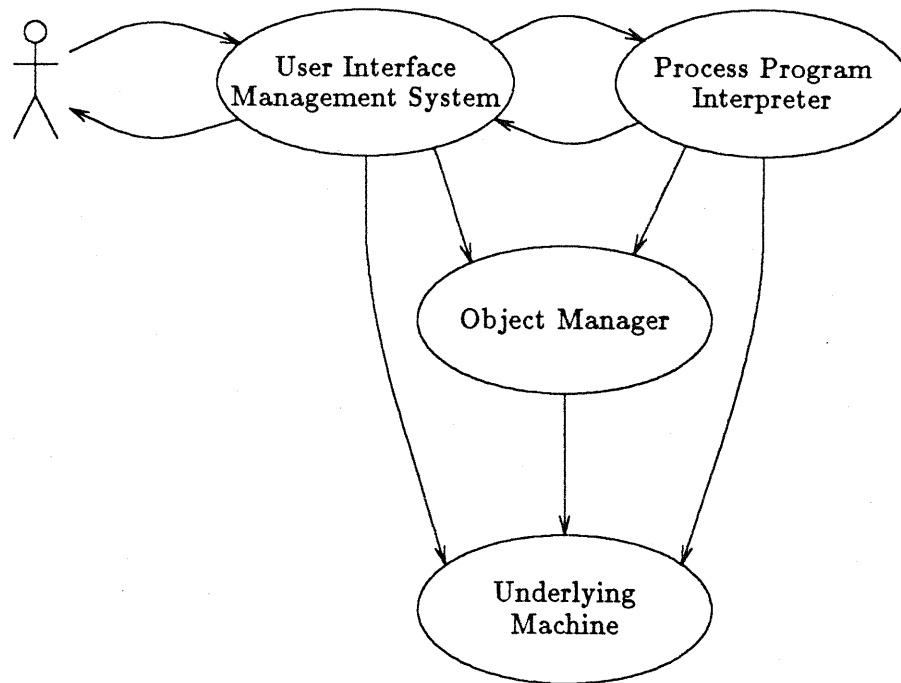 User Interface
Management System
Process Program
Interpreter
Object Manager
Underlying
Machine